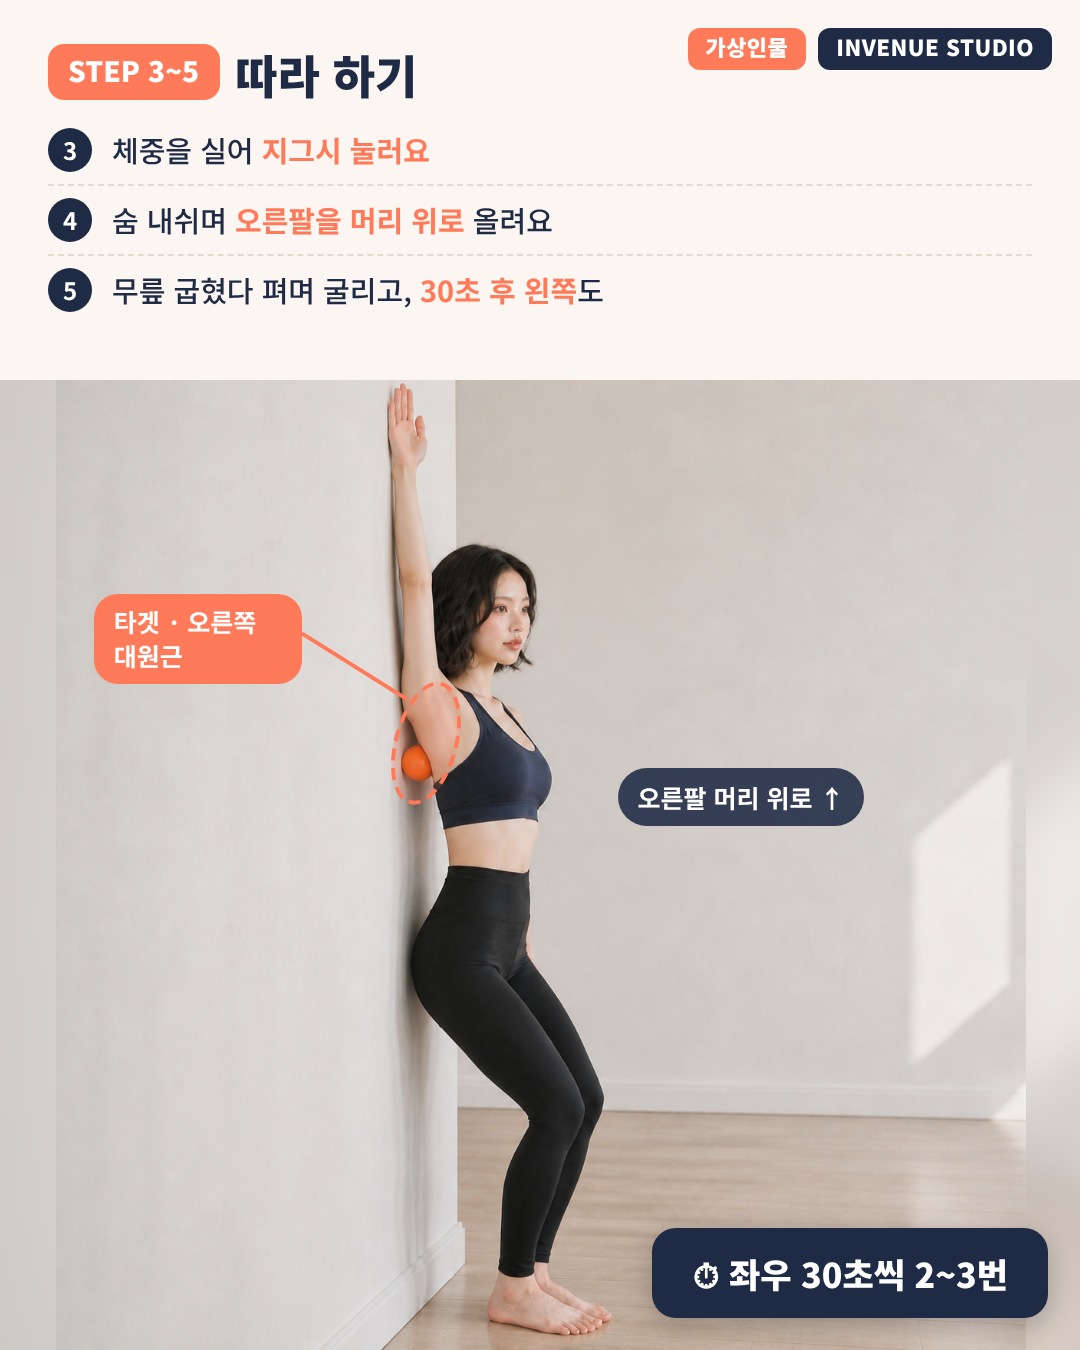 가상인물
INVENUE STUDIO
STEP 3~5 따라 하기
3 체중을 실어 지그시 눌러요
4 숨 내쉬며 오른팔을 머리 위로 올려요
5 무릎 굽혔다 펴며 굴리고, 30초 후 왼쪽도
타겟 · 오른쪽
대원근
오른팔 머리 위로 ↑
⏱ 좌우 30초씩 2~3번